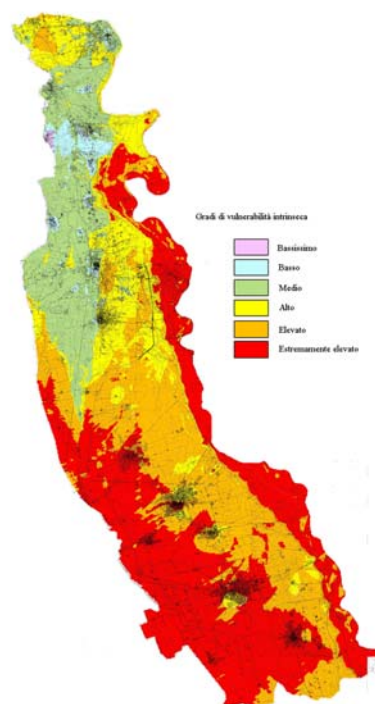 Gradi di vulnerabilità intrinseca
Bassissimo
Basso
Medio
Alto
Elevato
Estremamente elevato